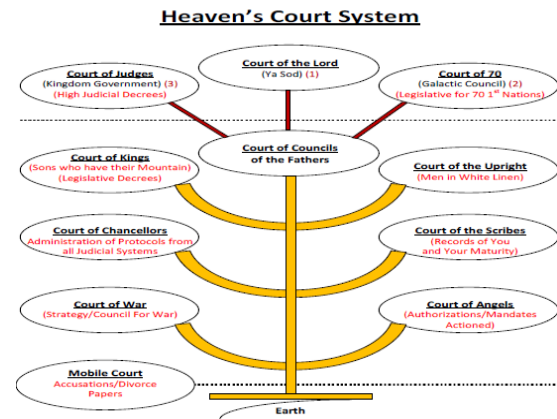 Heaven's Court System
Court of the Lord
(Ya Sod) (1)
Court of Judges
(Kingdom Government) (3)
(High Judicial Decrees)
Court of 70
(Galactic Council) (2)
(Legislative for 70 1st Nations)
Court of Councils
of the Fathers
Court of Kings
(Sons who have their Mountain)
(Legislative Decrees)
Court of the Upright
(Men in White Linen)
Court of Chancellors
Administration of Protocols from
all Judicial Systems
Court of the Scribes
(Records of You
and Your Maturity)
Court of War
(Strategy/Council For War)
Court of Angels
(Authorizations/Mandates
Actioned)
Mobile Court
Accusations/Divorce
Papers
Earth